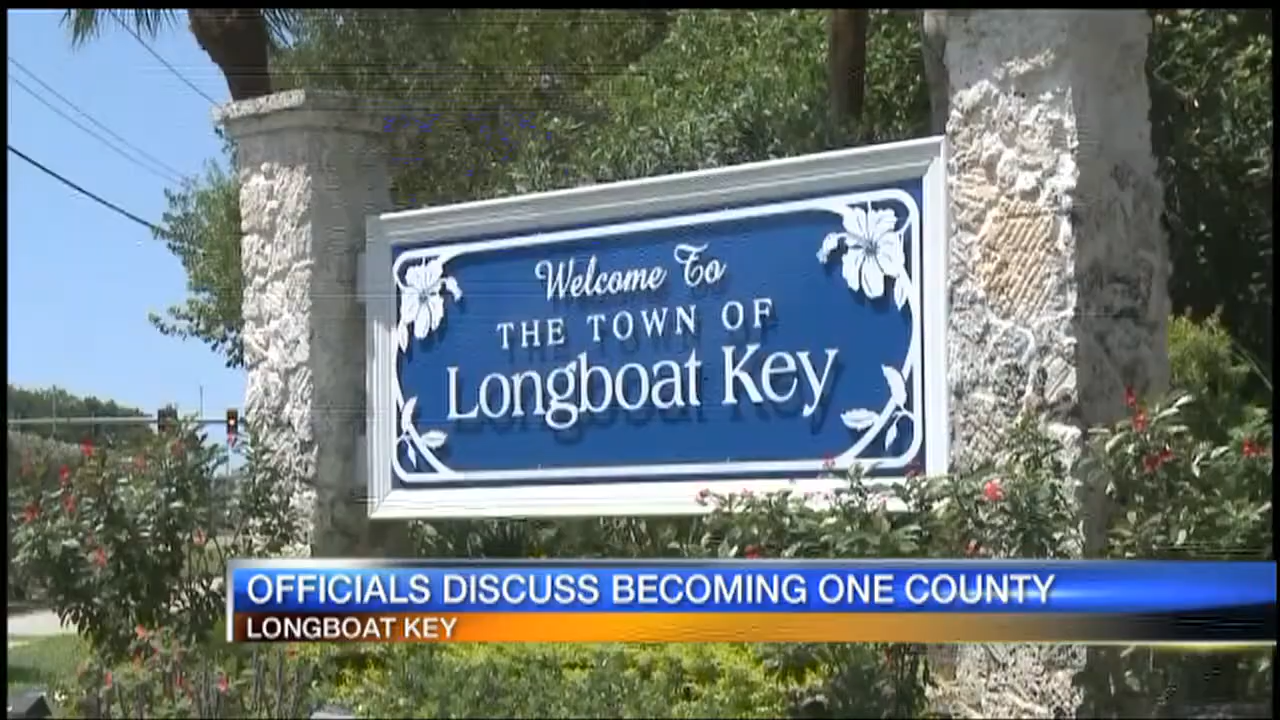 Welcome To
THE TOWN OF
Longboat Key
OFFICIALS DISCUSS BECOMING ONE COUNTY
LONGBOAT KEY